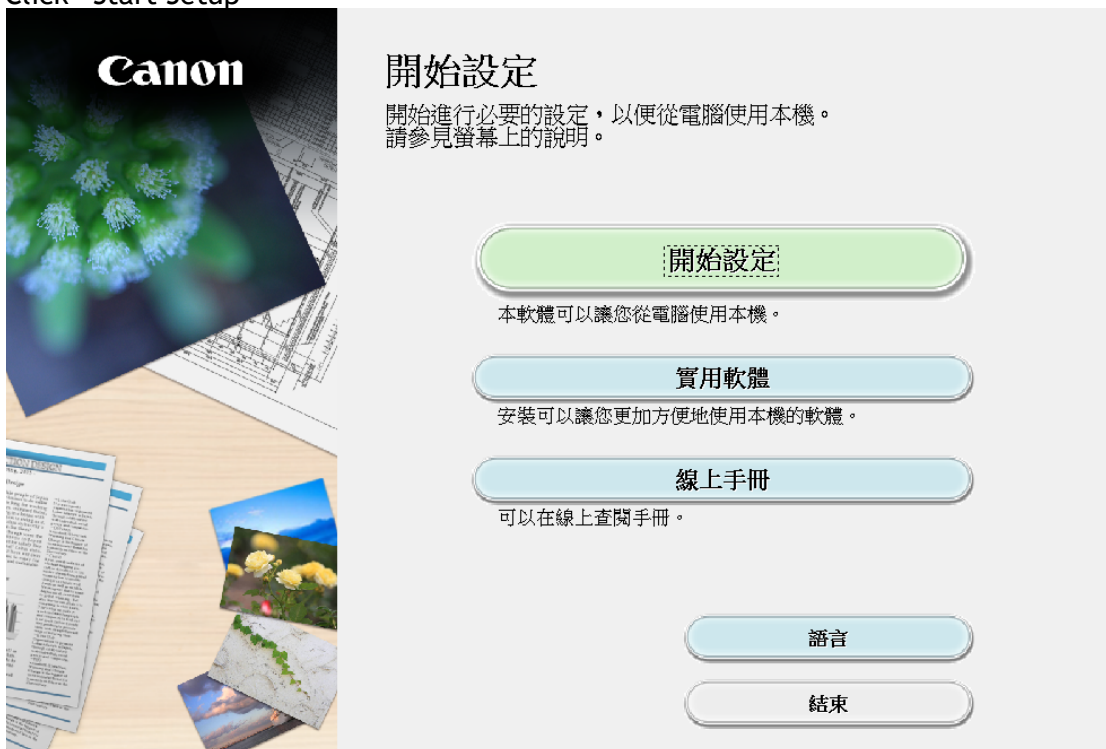 Click "Start Setup"
Canon
開始設定
開始進行必要的設定，以便從電腦使用本機。
請參見螢幕上的說明。
開始設定
本軟體可以讓您從電腦使用本機。
實用軟體
安裝可以讓您更加方便地使用本機的軟體。
線上手冊
可以在線上查閱手冊。
語言
結束